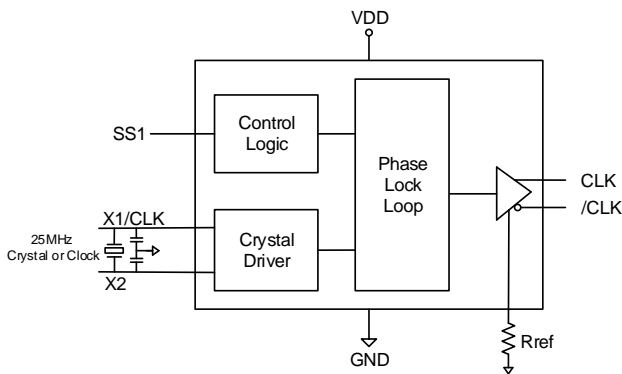 VDD
SS1
Control
Logic
Phase
Lock
Loop
CLK
/CLK
X1/CLK
25MHz
Crystal or Clock
Crystal
Driver
X2
GND
Rref